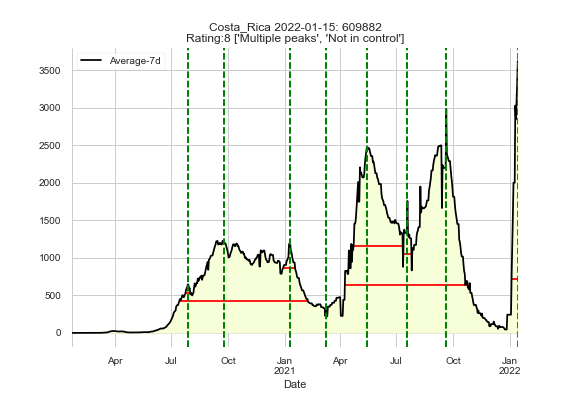 Costa_Rica 2022-01-15: 609882
Rating:8 ['Multiple peaks', 'Not in control']
Average-7d
3500
3000
2500
2000
1500
1000
500
0
Apr Jul Oct Jan Apr Jul Oct Jan
2021 2022
Date